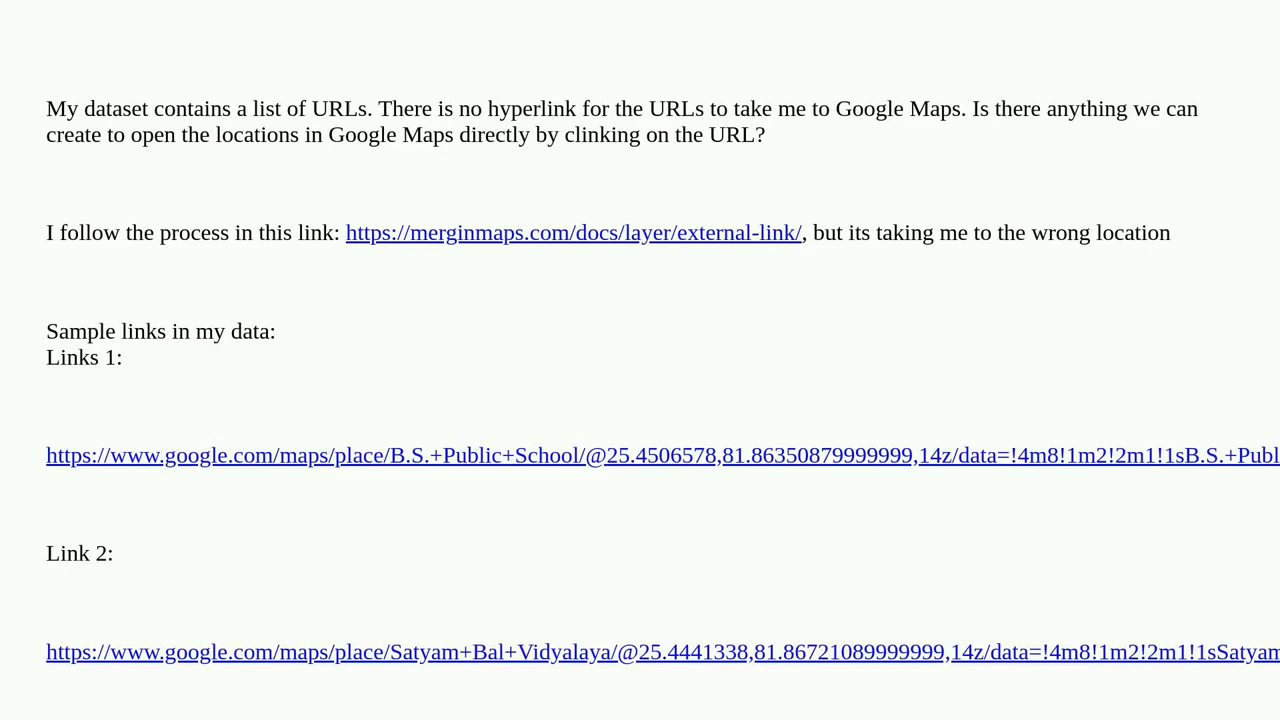 My dataset contains a list of URLs. There is no hyperlink for the URLs to take me to Google Maps. Is there anything we can
create to open the locations in Google Maps directly by clinking on the URL?
I follow the process in this link: https://merginmaps.com/docs/layer/external-link/, but its taking me to the wrong location
Sample links in my data:
Links 1:
https://www.google.com/maps/place/B.S.+Public+School/@25.4506578,81.86350879999999,14z/data=!4m8!1m2!2m1!1sB.S.+Publ
Link 2:
https://www.google.com/maps/place/Satyam+Bal+Vidyalaya/@25.4441338,81.86721089999999,14z/data=!4m8!1m2!2m1!1sSatyam